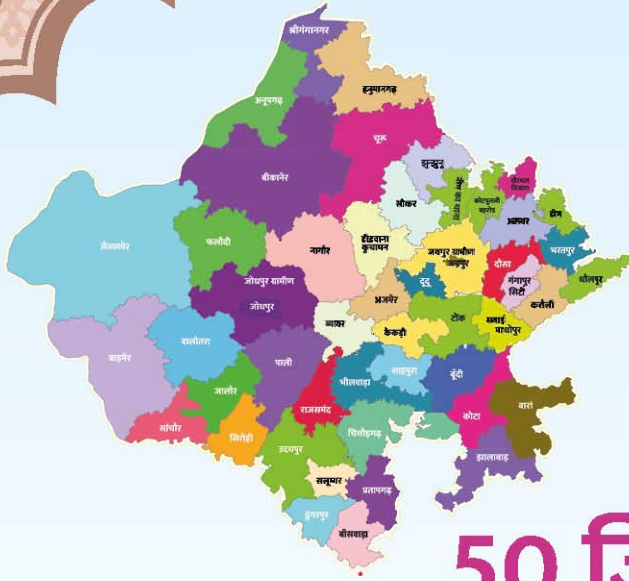 श्रीगंगानगर
हनुमानगढ़
अनूपगढ़
चूरू
बीकानेर
झुन्झुनू
सीकर
नीम का थाना
कोटपुतली
बहरोड़
अलवर
डीग
जैसलमेर
फलौदी
नागौर
डीडवाना
कुचामन
जयपुर ग्रामीण
जयपुर
दौसा
भरतपुर
गंगापुर
सिटी
धौलपुर
करौली
जोधपुर ग्रामीण
जोधपुर
अजमेर
दूदू
टोंक
सवाई
माधोपुर
ब्यावर
केकड़ी
बाड़मेर
बालोतरा
पाली
भीलवाड़ा
शाहपुरा
बूंदी
बारां
जालौर
राजसमंद
कोटा
सांचौर
सिरोही
उदयपुर
चित्तौड़गढ़
झालावाड़
सलूम्बर
प्रतापगढ़
डूंगरपुर
बाँसवाड़ा
50